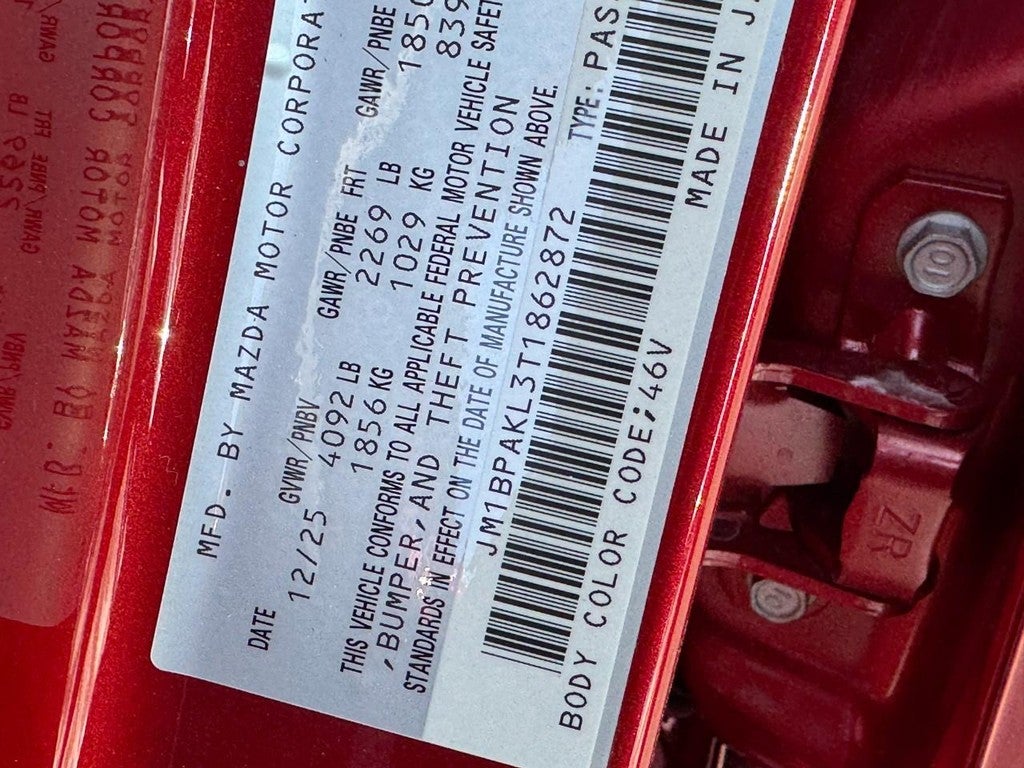 MFD. BY MAZDA MOTOR CORPORA
DATE GVWR/PNBV GAWR/PNBE FRT GAWR/PNBE
12/25 4092 LB 2269 LB 1850
1856 KG 1029 KG 839
THIS VEHICLE CONFORMS TO ALL APPLICABLE FEDERAL MOTOR VEHICLE SAFET
,BUMPER, AND THEFT PREVENTION
STANDARDS IN EFFECT ON THE DATE OF MANUFACTURE SHOWN ABOVE.
JM1BPAKL3T1862872 TYPE: PAS
BODY COLOR CODE;46V MADE IN J
10
ZR